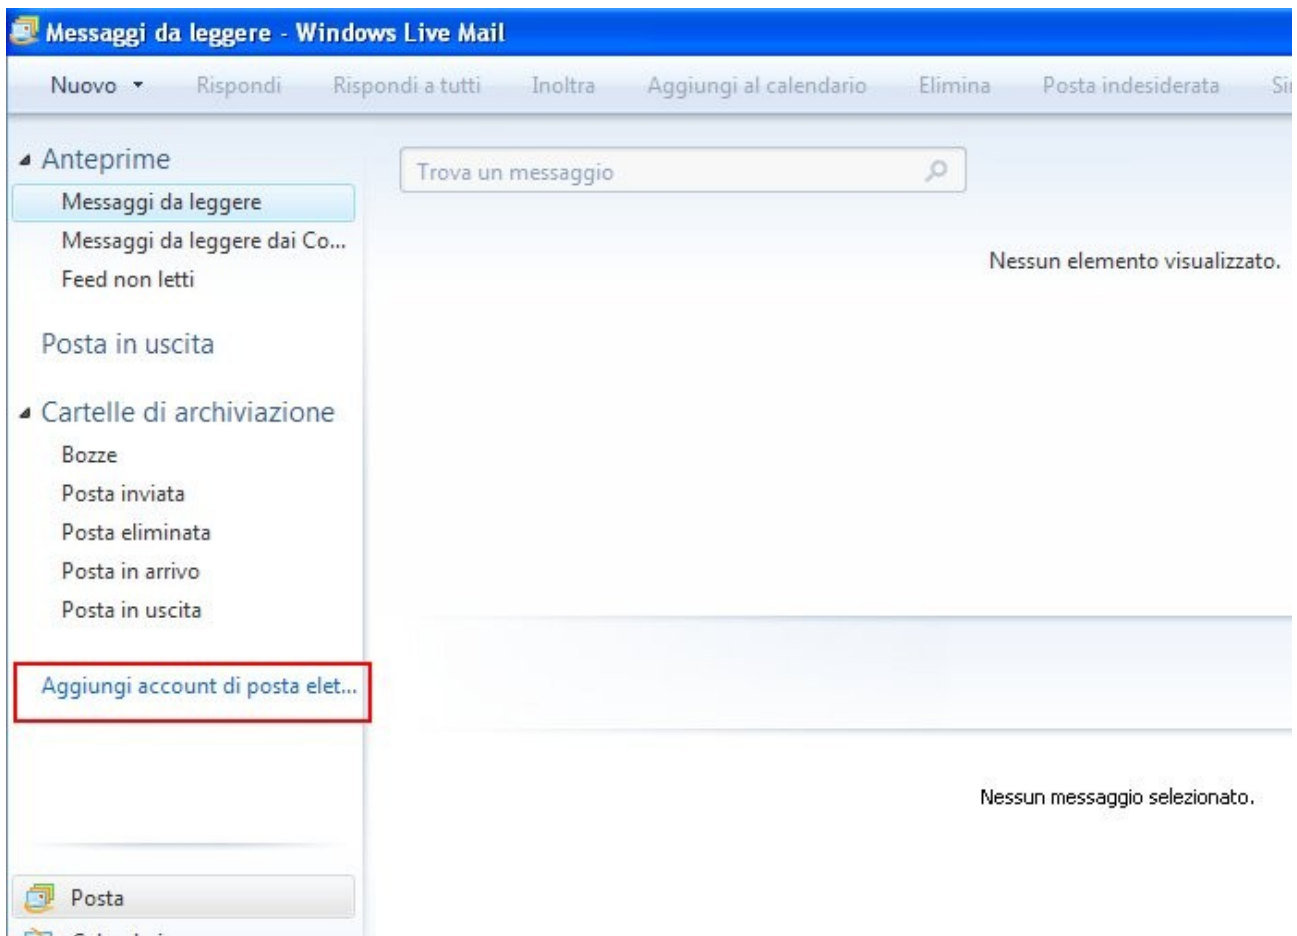 Messaggi da leggere - Windows Live Mail
Nuovo Rispondi Rispondi a tutti Inoltra Aggiungi al calendario Elimina Posta indesiderata
Anteprime
Trova un messaggio
Messaggi da leggere
Messaggi da leggere dai Co...
Nessun elemento visualizzato.
Feed non letti
Posta in uscita
Cartelle di archiviazione
Bozze
Posta inviata
Posta eliminata
Posta in arrivo
Posta in uscita
Aggiungi account di posta elet...
Nessun messaggio selezionato.
Posta